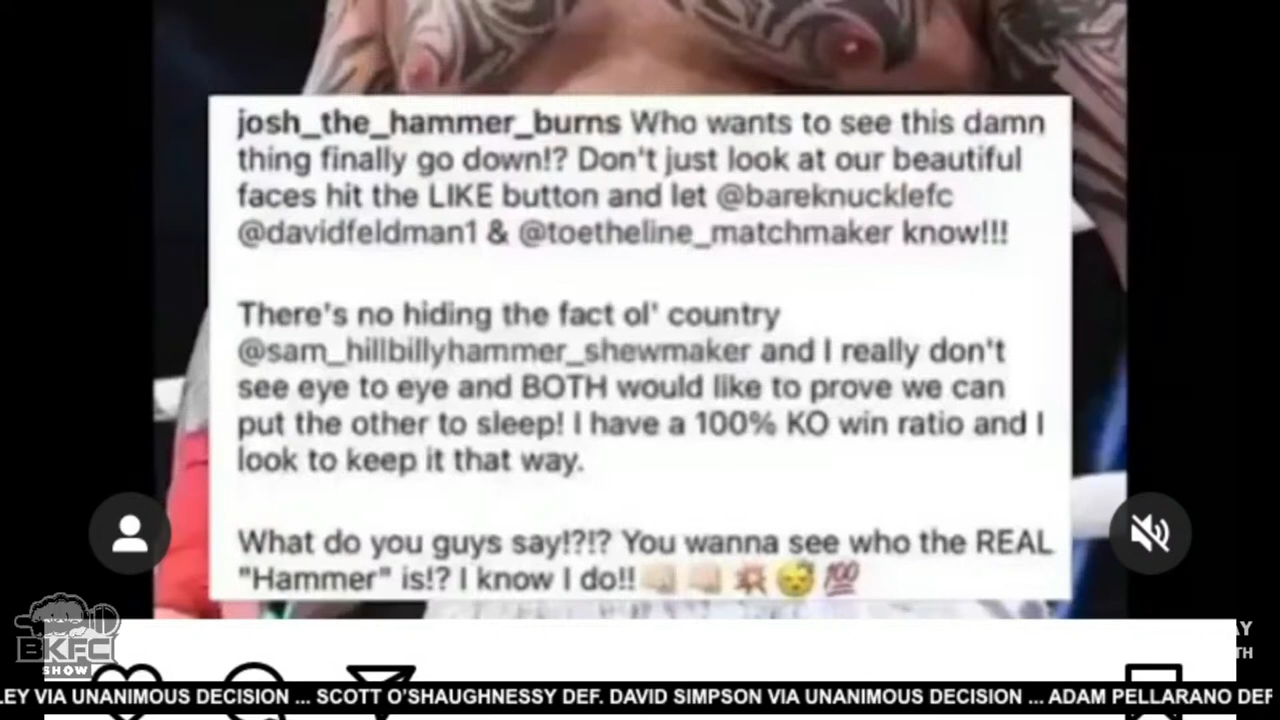 josh_the_hammer_burns Who wants to see this damn
thing finally go down!? Don't just look at our beautiful
faces hit the LIKE button and let @bareknucklefc
@davidfeldman1 & @toetheline_matchmaker know!!!
There's no hiding the fact ol' country
@sam_hillbillyhammer_shewmaker and I really don't
see eye to eye and BOTH would like to prove we can
put the other to sleep! I have a 100% KO win ratio and I
look to keep it that way.
What do you guys say!?!? You wanna see who the REAL
"Hammer" is!? I know I do!! 👊🏻👊🏻💥😴💯
BKFC
SHOW
AY
TH
LEY VIA UNANIMOUS DECISION ... SCOTT O'SHAUGHNESSY DEF. DAVID SIMPSON VIA UNANIMOUS DECISION ... ADAM PELLARANO DEF